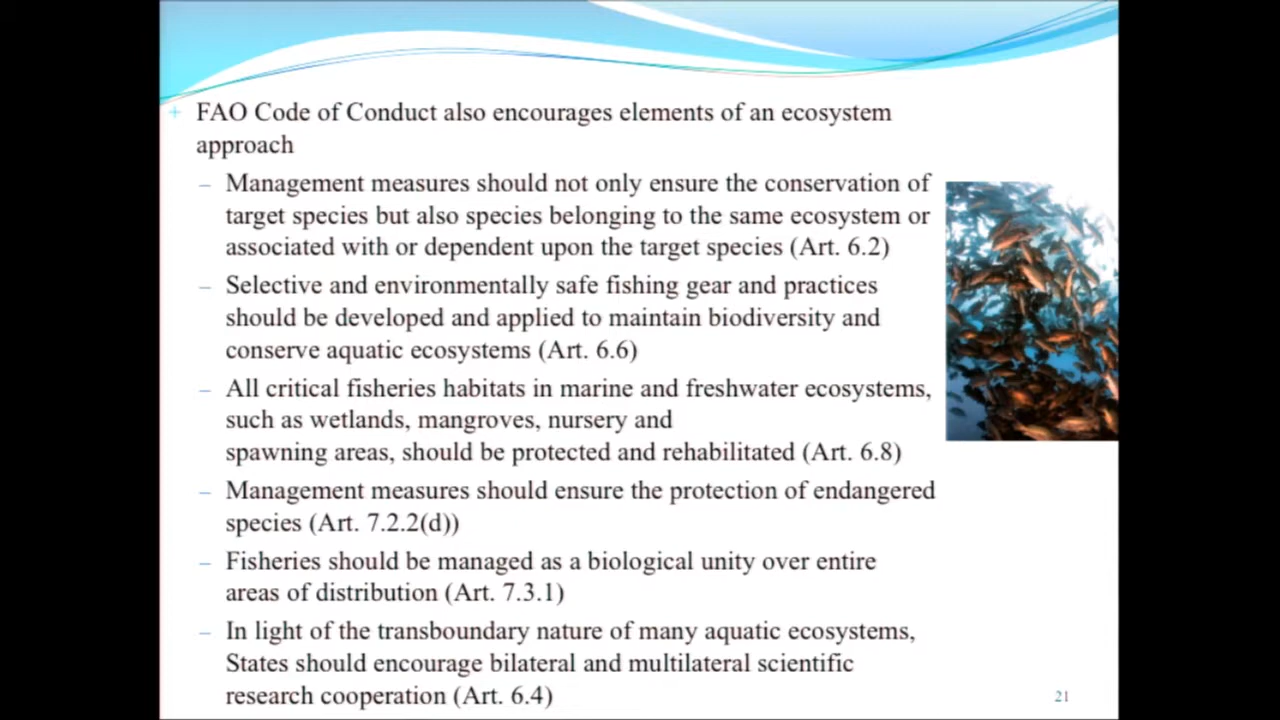 + FAO Code of Conduct also encourages elements of an ecosystem
approach
– Management measures should not only ensure the conservation of
target species but also species belonging to the same ecosystem or
associated with or dependent upon the target species (Art. 6.2)
– Selective and environmentally safe fishing gear and practices
should be developed and applied to maintain biodiversity and
conserve aquatic ecosystems (Art. 6.6)
– All critical fisheries habitats in marine and freshwater ecosystems,
such as wetlands, mangroves, nursery and
spawning areas, should be protected and rehabilitated (Art. 6.8)
– Management measures should ensure the protection of endangered
species (Art. 7.2.2(d))
– Fisheries should be managed as a biological unity over entire
areas of distribution (Art. 7.3.1)
– In light of the transboundary nature of many aquatic ecosystems,
States should encourage bilateral and multilateral scientific
research cooperation (Art. 6.4)
21